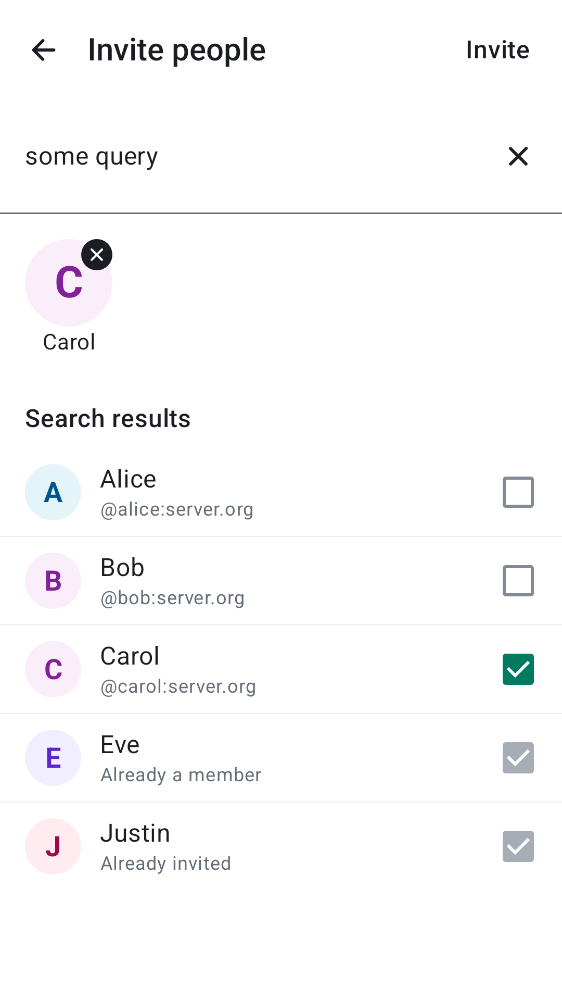 Invite people
Invite
some query
C
Carol
Search results
A
Alice
@alice:server.org
B
Bob
@bob:server.org
C
Carol
@carol:server.org
E
Eve
Already a member
J
Justin
Already invited